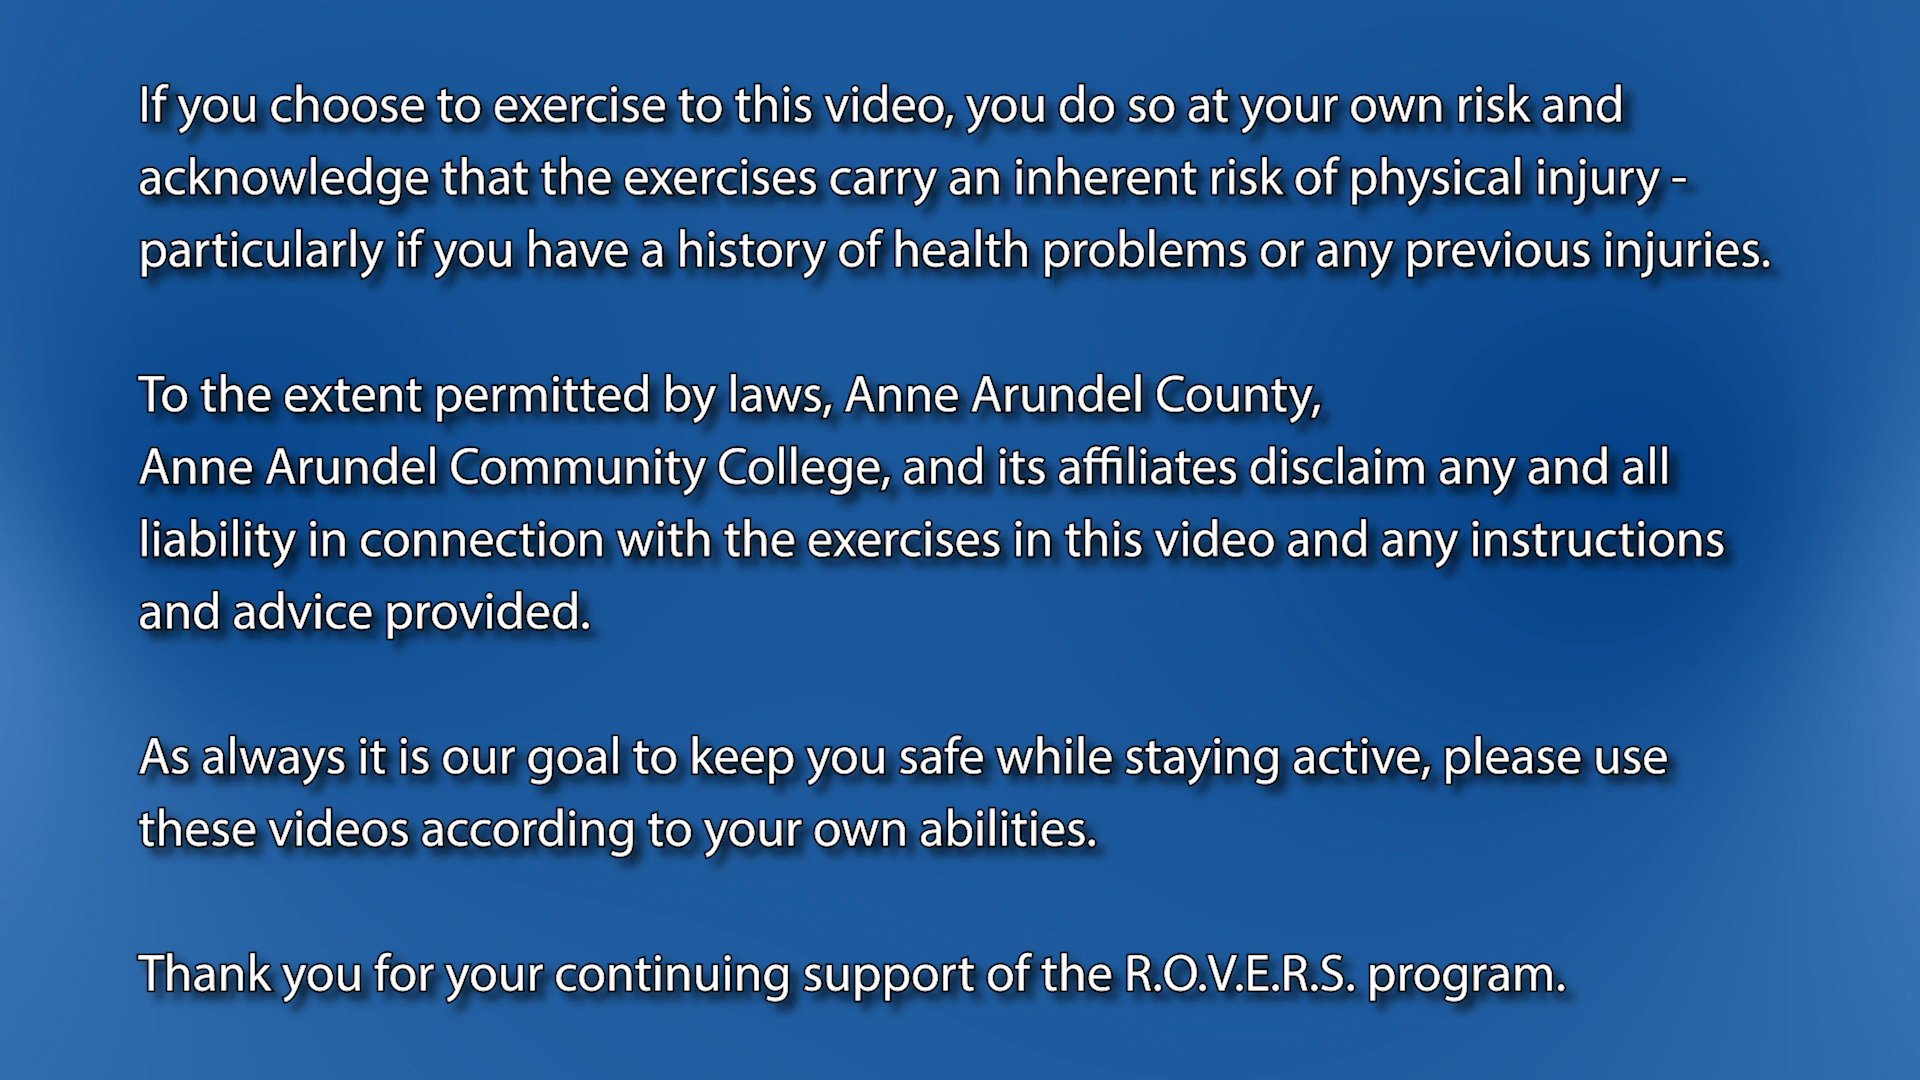 If you choose to exercise to this video, you do so at your own risk and
acknowledge that the exercises carry an inherent risk of physical injury -
particularly if you have a history of health problems or any previous injuries.
To the extent permitted by laws, Anne Arundel County,
Anne Arundel Community College, and its affiliates disclaim any and all
liability in connection with the exercises in this video and any instructions
and advice provided.
As always it is our goal to keep you safe while staying active, please use
these videos according to your own abilities.
Thank you for your continuing support of the R.O.V.E.R.S. program.